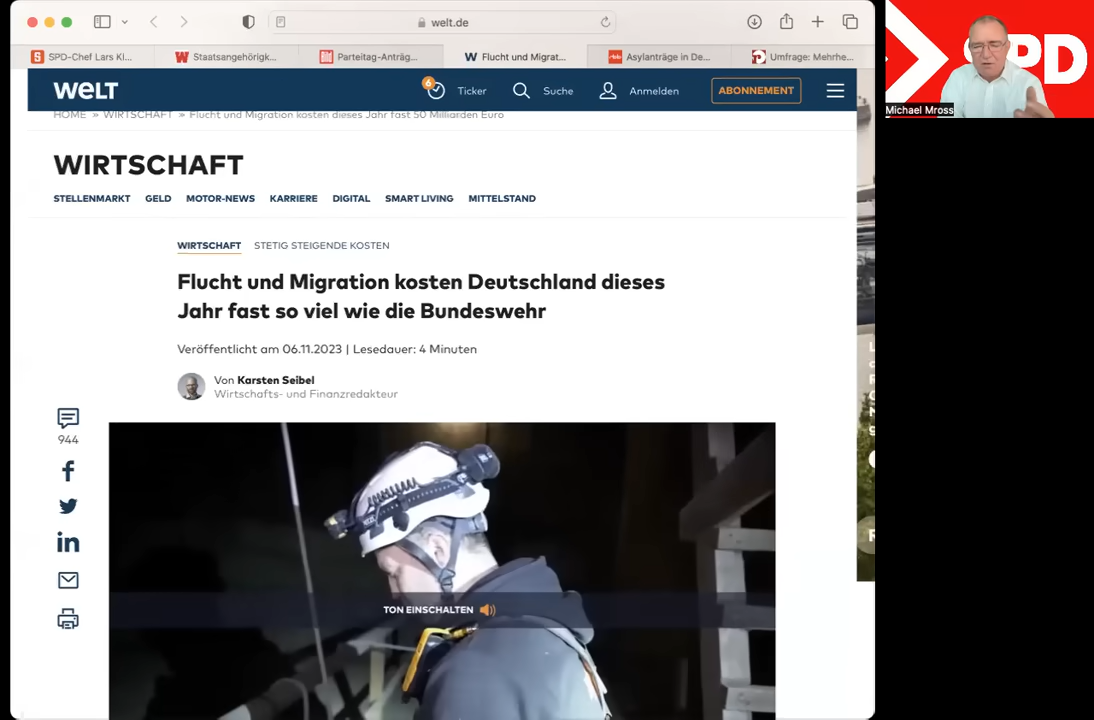 welt.de
SPD-Chef Lars Kl...
Staatsangehörigk...
Parteitag-Anträg...
Flucht und Migrat...
Asylanträge in De...
Umfrage: Mehrhe...
SPD
Michael Mross
WELT
6
Ticker
Suche
Anmelden
ABONNEMENT
HOME » WIRTSCHAFT » Flucht und Migration kosten dieses Jahr fast 50 Milliarden Euro
WIRTSCHAFT
STELLENMARKT GELD MOTOR-NEWS KARRIERE DIGITAL SMART LIVING MITTELSTAND
WIRTSCHAFT STETIG STEIGENDE KOSTEN
Flucht und Migration kosten Deutschland dieses
Jahr fast so viel wie die Bundeswehr
Veröffentlicht am 06.11.2023 | Lesedauer: 4 Minuten
Von Karsten Seibel
Wirtschafts- und Finanzredakteur
944
TON EINSCHALTEN